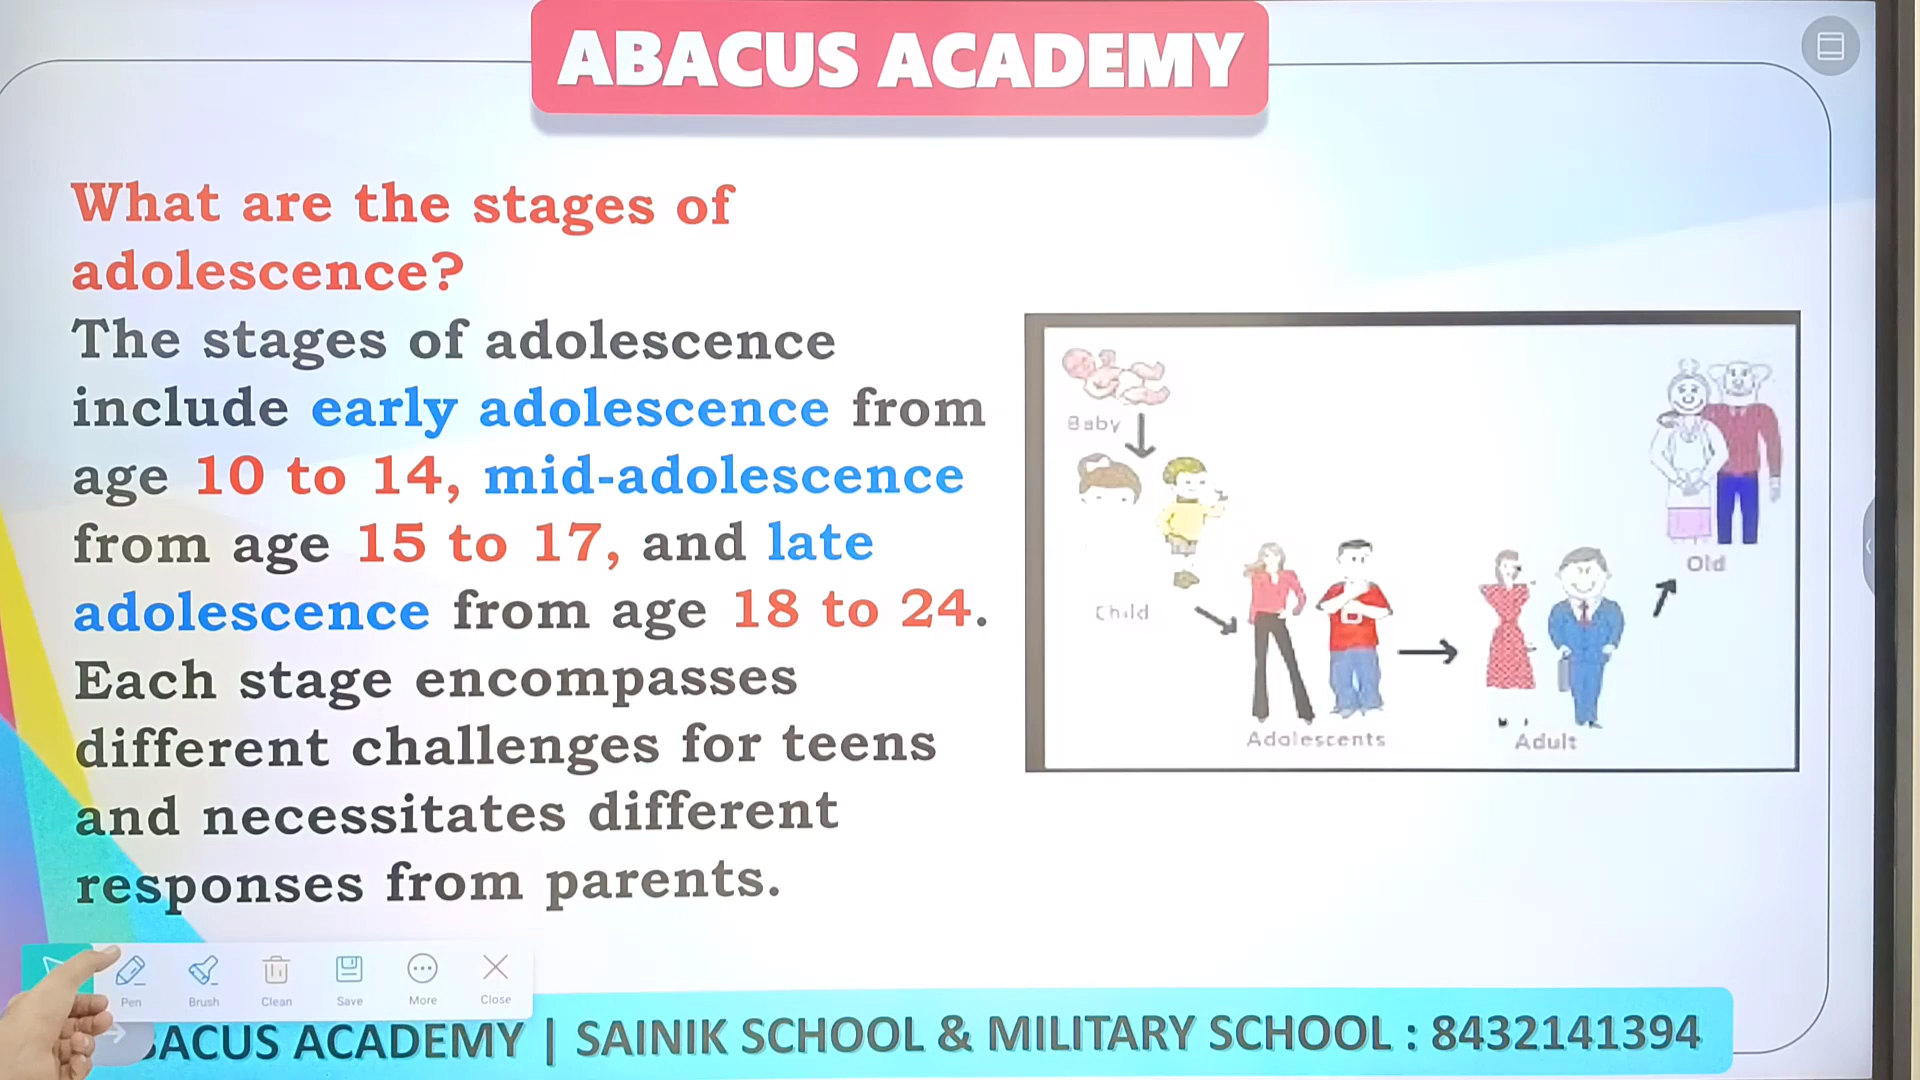 ABACUS ACADEMY
What are the stages of
adolescence?
The stages of adolescence
include early adolescence from
age 10 to 14, mid-adolescence
from age 15 to 17, and late
adolescence from age 18 to 24.
Each stage encompasses
different challenges for teens
and necessitates different
responses from parents.
Baby
Child
Adolescents
Adult
Old
Pen
Brush
Clean
Save
More
Close
BACUS ACADEMY | SAINIK SCHOOL & MILITARY SCHOOL : 8432141394